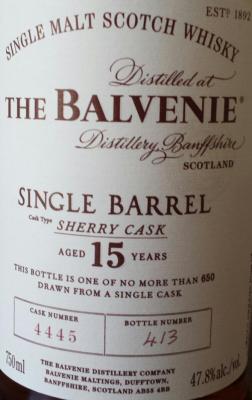 ESTD 1892
SINGLE MALT SCOTCH WHISKY
Distilled at
THE BALVENIE®
Distillery, Banffshire
SCOTLAND
SINGLE BARREL
Cask Type SHERRY CASK
AGED 15 YEARS
THIS BOTTLE IS ONE OF NO MORE THAN 650
DRAWN FROM A SINGLE CASK
CASK NUMBER
4445
BOTTLE NUMBER
413
750ml
THE BALVENIE DISTILLERY COMPANY
BALVENIE MALTINGS, DUFFTOWN,
BANFFSHIRE, SCOTLAND AB55 4BB
47.8%alc./vol.